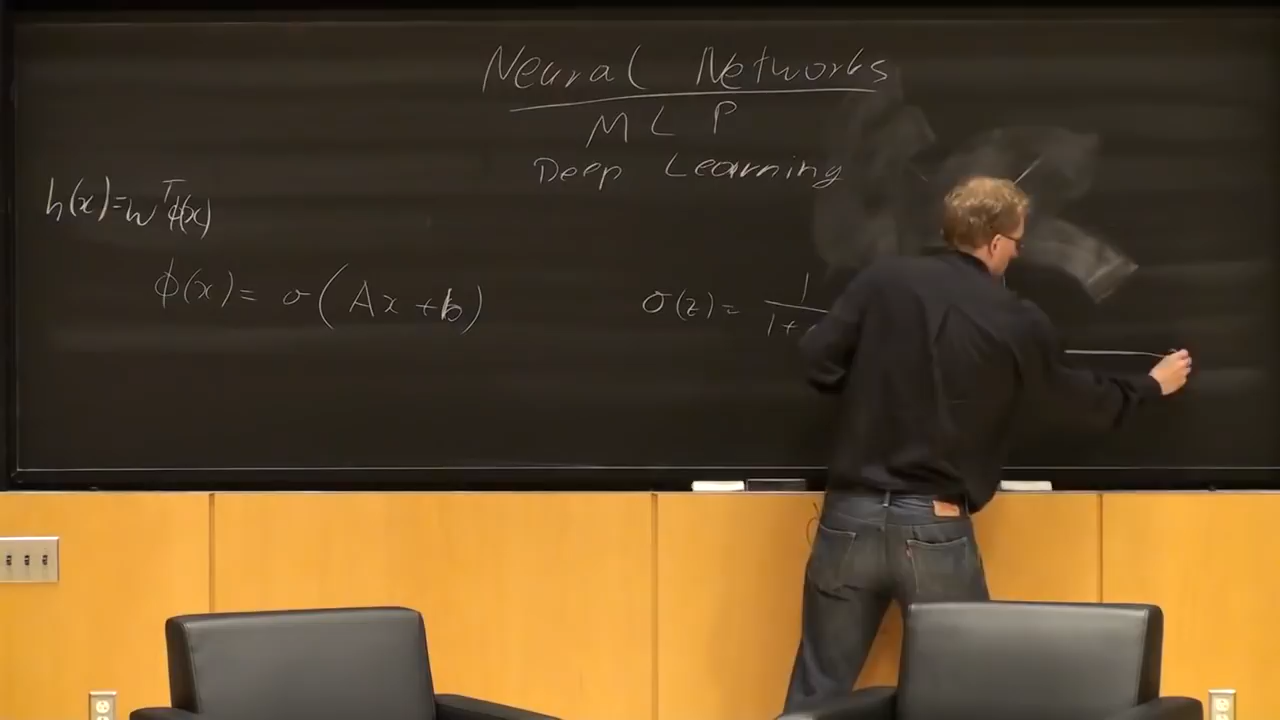 Neural Networks
MLP
Deep Learning
h(x)=wᵀϕ(x)
ϕ(x)= σ(Ax+b)
σ(z)= 1
1+